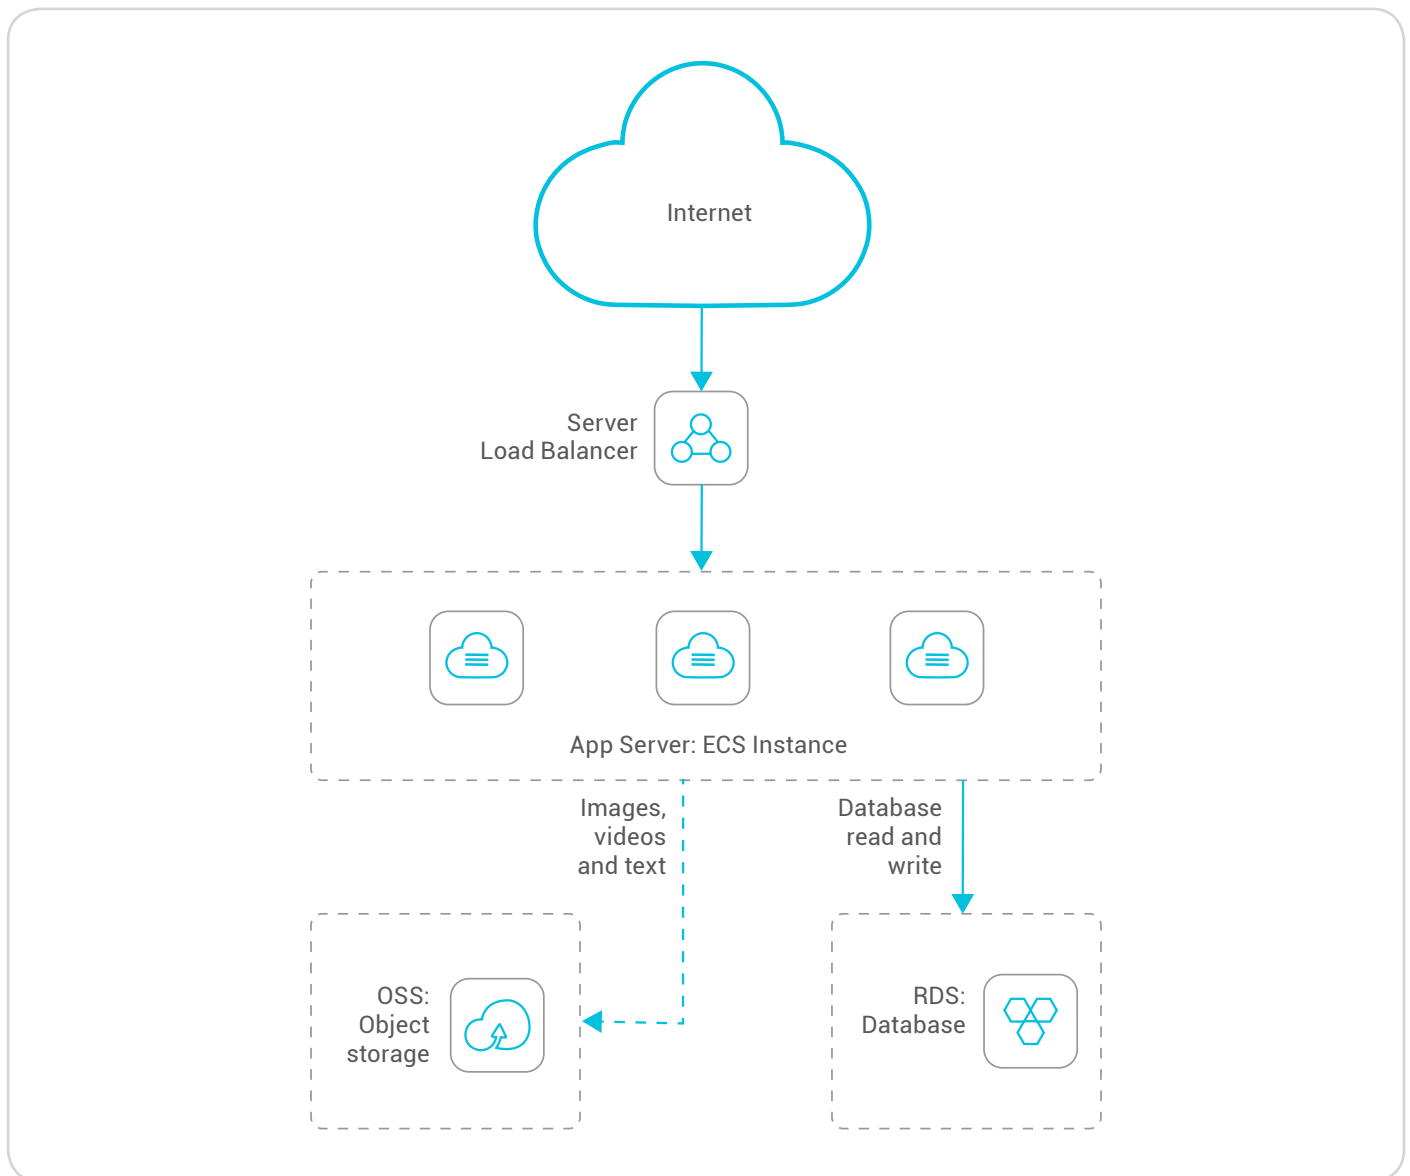 Internet
Server
Load Balancer
App Server: ECS Instance
Images,
videos
and text
Database
read and
write
OSS:
Object
storage
RDS:
Database